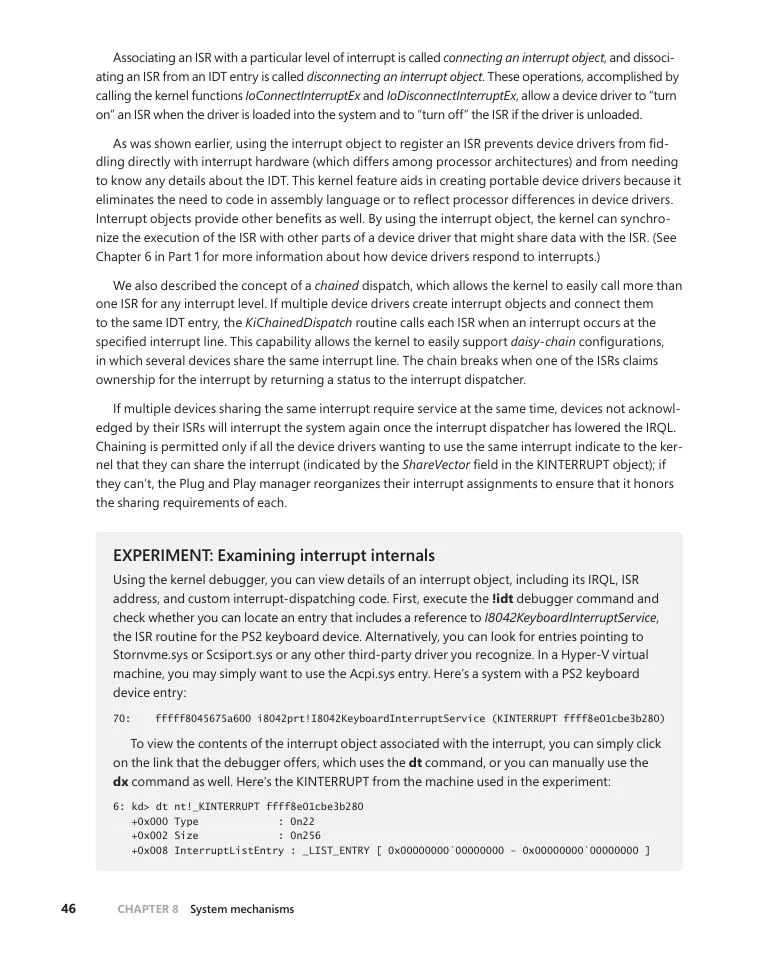 Associating an ISR with a particular level of interrupt is called connecting an interrupt object, and dissoci-
ating an ISR from an IDT entry is called disconnecting an interrupt object. These operations, accomplished by
calling the kernel functions IoConnectInterruptEx and IoDisconnectInterruptEx, allow a device driver to “turn
on” an ISR when the driver is loaded into the system and to “turn off” the ISR if the driver is unloaded.
As was shown earlier, using the interrupt object to register an ISR prevents device drivers from fid-
dling directly with interrupt hardware (which differs among processor architectures) and from needing
to know any details about the IDT. This kernel feature aids in creating portable device drivers because it
eliminates the need to code in assembly language or to reflect processor differences in device drivers.
Interrupt objects provide other benefits as well. By using the interrupt object, the kernel can synchro-
nize the execution of the ISR with other parts of a device driver that might share data with the ISR. (See
Chapter 6 in Part 1 for more information about how device drivers respond to interrupts.)
We also described the concept of a chained dispatch, which allows the kernel to easily call more than
one ISR for any interrupt level. If multiple device drivers create interrupt objects and connect them
to the same IDT entry, the KiChainedDispatch routine calls each ISR when an interrupt occurs at the
specified interrupt line. This capability allows the kernel to easily support daisy-chain configurations,
in which several devices share the same interrupt line. The chain breaks when one of the ISRs claims
ownership for the interrupt by returning a status to the interrupt dispatcher.
If multiple devices sharing the same interrupt require service at the same time, devices not acknowl-
edged by their ISRs will interrupt the system again once the interrupt dispatcher has lowered the IRQL.
Chaining is permitted only if all the device drivers wanting to use the same interrupt indicate to the ker-
nel that they can share the interrupt (indicated by the ShareVector field in the KINTERRUPT object); if
they can’t, the Plug and Play manager reorganizes their interrupt assignments to ensure that it honors
the sharing requirements of each.
EXPERIMENT: Examining interrupt internals
Using the kernel debugger, you can view details of an interrupt object, including its IRQL, ISR
address, and custom interrupt-dispatching code. First, execute the !idt debugger command and
check whether you can locate an entry that includes a reference to I8042KeyboardInterruptService,
the ISR routine for the PS2 keyboard device. Alternatively, you can look for entries pointing to
Stornvme.sys or Scsiport.sys or any other third-party driver you recognize. In a Hyper-V virtual
machine, you may simply want to use the Acpi.sys entry. Here’s a system with a PS2 keyboard
device entry:
70: fffff8045675a600 i8042prt!I8042KeyboardInterruptService (KINTERRUPT ffff8e01cbe3b280)
To view the contents of the interrupt object associated with the interrupt, you can simply click
on the link that the debugger offers, which uses the dt command, or you can manually use the
dx command as well. Here’s the KINTERRUPT from the machine used in the experiment:
6: kd> dt nt!_KINTERRUPT ffff8e01cbe3b280
+0x000 Type : 0n22
+0x002 Size : 0n256
+0x008 InterruptListEntry : _LIST_ENTRY [ 0x00000000`00000000 - 0x00000000`00000000 ]
46 CHAPTER 8 System mechanisms